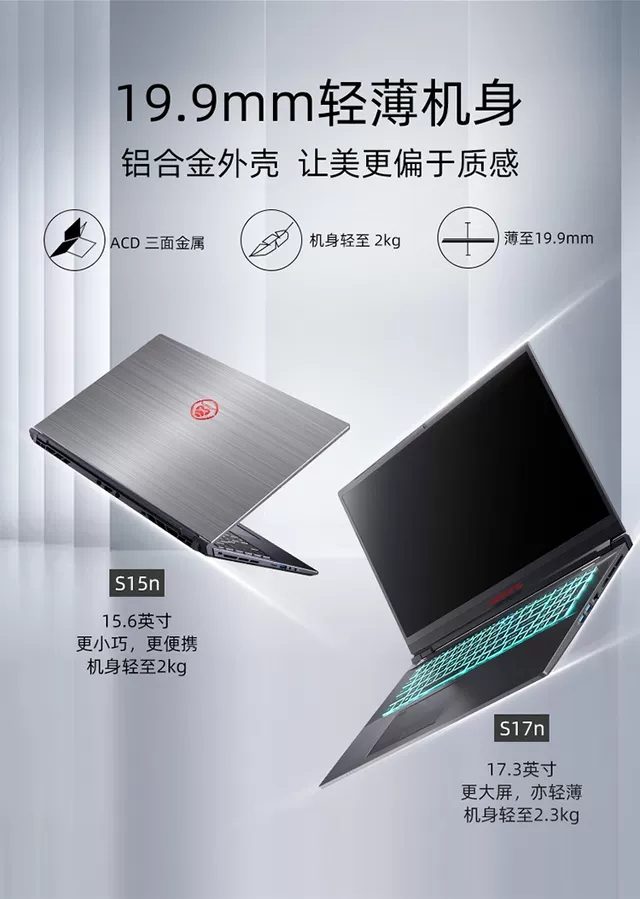 19.9mm轻薄机身
铝合金外壳 让美更偏于质感
ACD 三面金属
机身轻至 2kg
薄至19.9mm
S15n
15.6英寸
更小巧，更便携
机身轻至2kg
S17n
17.3英寸
更大屏，亦轻薄
机身轻至2.3kg